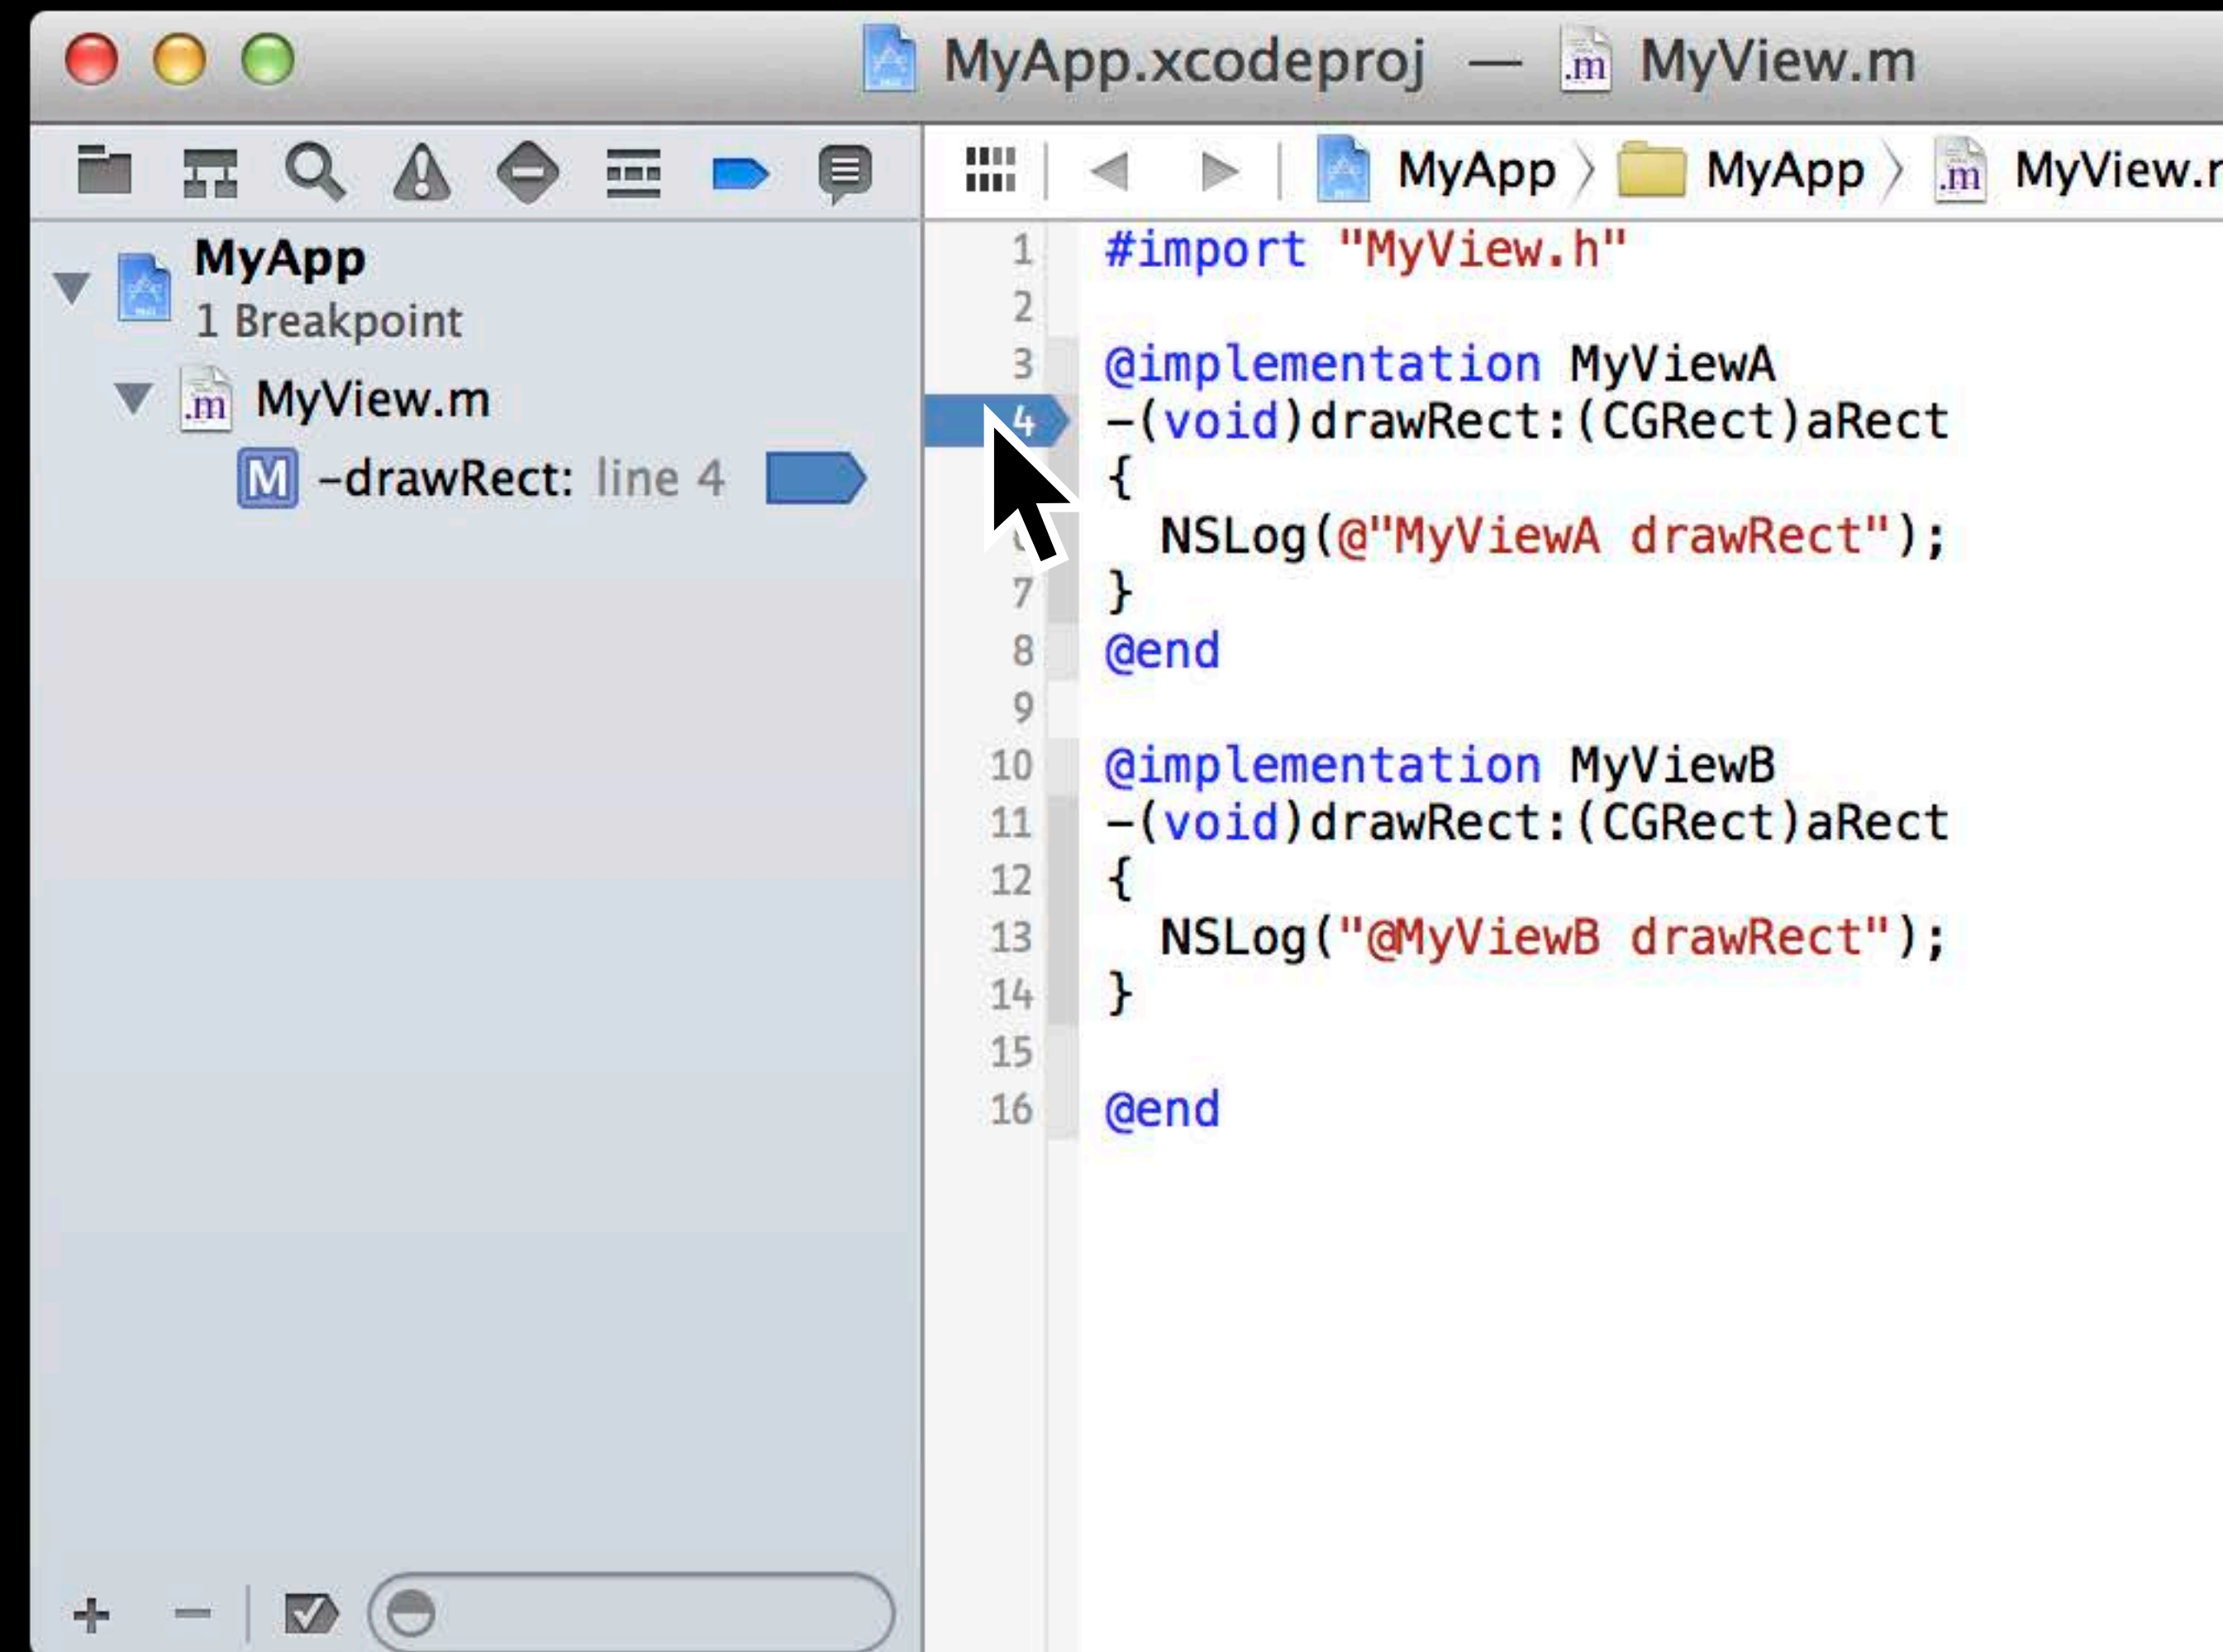 MyApp.xcodeproj — MyView.m
MyApp 〉 MyApp 〉 MyView.
MyApp
1 Breakpoint
MyView.m
M -drawRect: line 4
1 #import "MyView.h"
2
3 @implementation MyViewA
4 -(void)drawRect:(CGRect)aRect
{
NSLog(@"MyViewA drawRect");
7 }
8 @end
9
10 @implementation MyViewB
11 -(void)drawRect:(CGRect)aRect
12 {
13 NSLog("@MyViewB drawRect");
14 }
15
16 @end